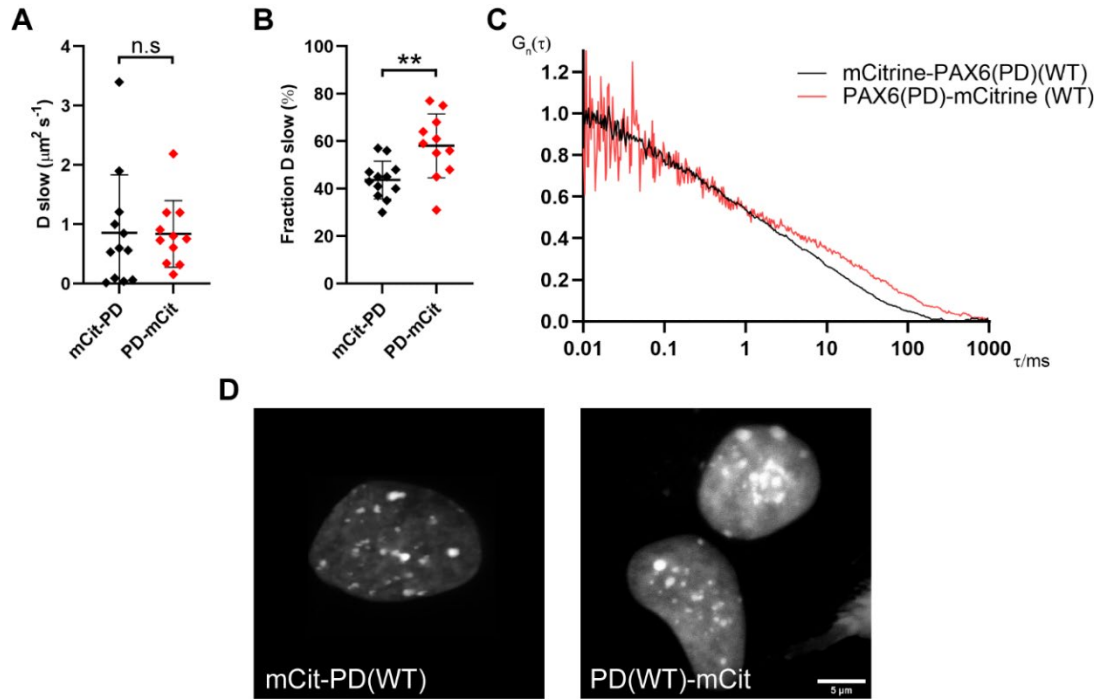 A
D slow (μm² s⁻¹)
4
3
2
1
0
n.s
mCit-PD
PD-mCit
B
Fraction D slow (%)
100
80
60
40
20
0
**
mCit-PD
PD-mCit
C
Gₙ(τ)
1.2
1.0
0.8
0.6
0.4
0.2
0.0
0.01 0.1 1 10 100 1000
τ/ms
mCitrine-PAX6(PD)(WT)
PAX6(PD)-mCitrine (WT)
D
mCit-PD(WT)
PD(WT)-mCit
5 μm